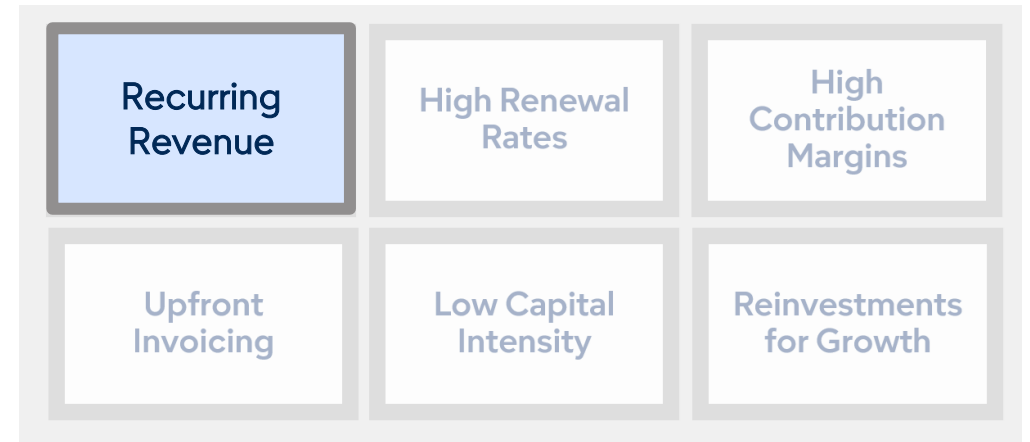 Recurring
Revenue
High Renewal
Rates
High
Contribution
Margins
Upfront
Invoicing
Low Capital
Intensity
Reinvestments
for Growth